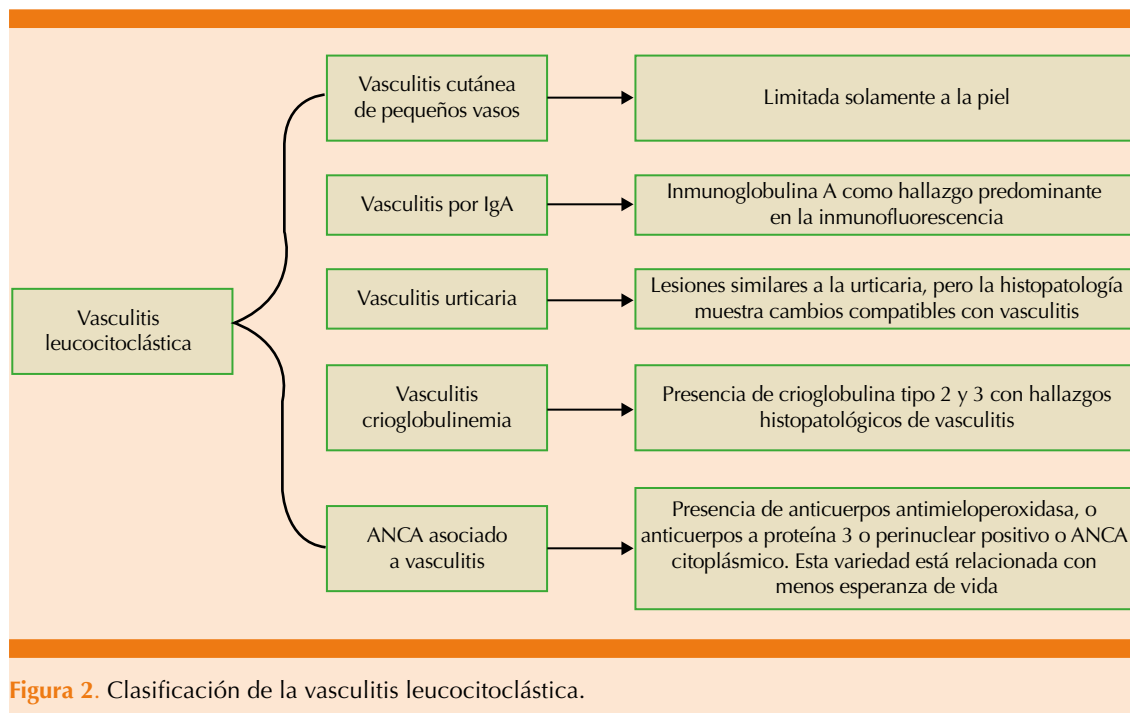 Vasculitis cutánea
de pequeños vasos
Limitada solamente a la piel
Vasculitis por IgA
Inmunoglobulina A como hallazgo predominante
en la inmunofluorescencia
Vasculitis
leucocitoclástica
Vasculitis urticaria
Lesiones similares a la urticaria, pero la histopatología
muestra cambios compatibles con vasculitis
Vasculitis
crioglobulinemia
Presencia de crioglobulina tipo 2 y 3 con hallazgos
histopatológicos de vasculitis
ANCA asociado
a vasculitis
Presencia de anticuerpos antimieloperoxidasa, o
anticuerpos a proteína 3 o perinuclear positivo o ANCA
citoplásmico. Esta variedad está relacionada con
menos esperanza de vida
Figura 2. Clasificación de la vasculitis leucocitoclástica.